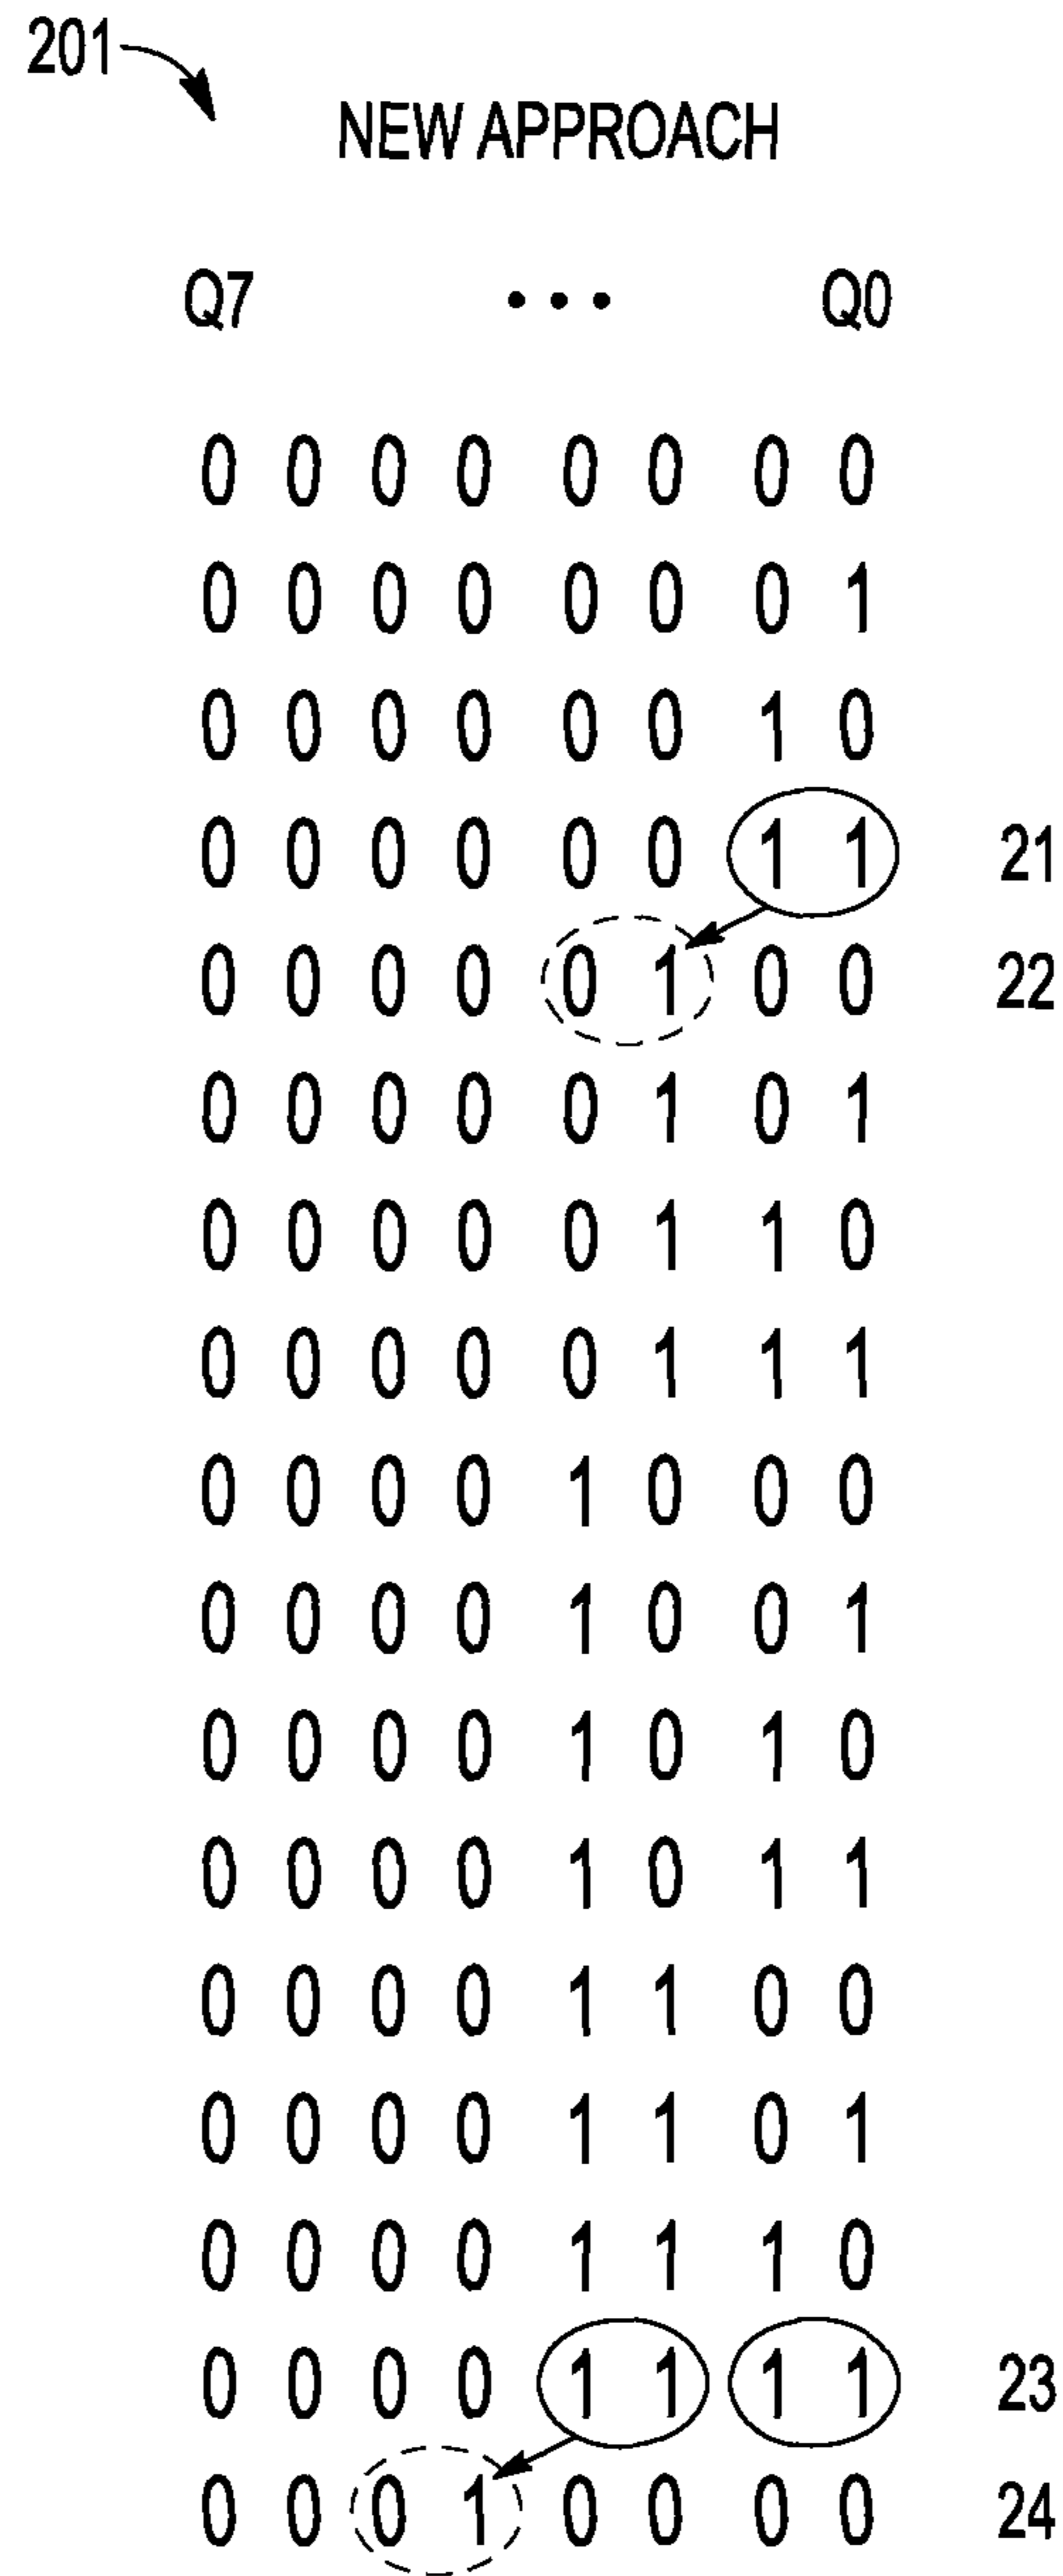 201
NEW APPROACH
Q7 ... Q0
0 0 0 0 0 0 0 0
0 0 0 0 0 0 0 1
0 0 0 0 0 0 1 0
0 0 0 0 0 0 1 1 21
0 0 0 0 0 1 0 0 22
0 0 0 0 0 1 0 1
0 0 0 0 0 1 1 0
0 0 0 0 0 1 1 1
0 0 0 0 1 0 0 0
0 0 0 0 1 0 0 1
0 0 0 0 1 0 1 0
0 0 0 0 1 0 1 1
0 0 0 0 1 1 0 0
0 0 0 0 1 1 0 1
0 0 0 0 1 1 1 0
0 0 0 0 1 1 1 1 23
0 0 0 1 0 0 0 0 24